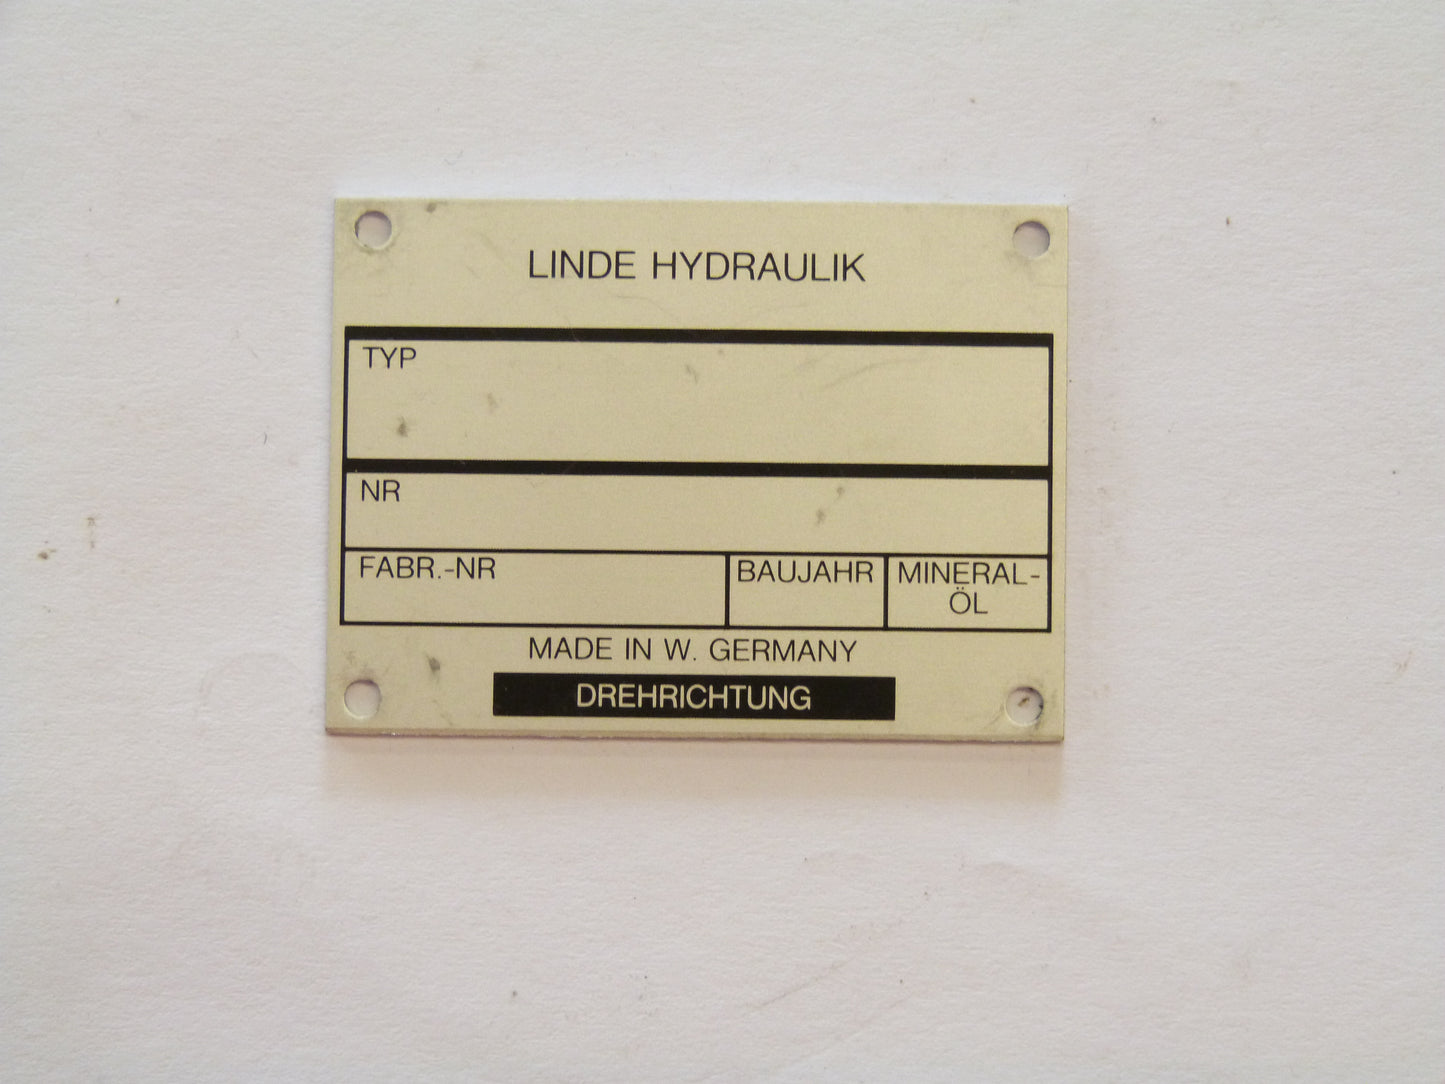 LINDE HYDRAULIK
TYP
NR
FABR.-NR
BAUJAHR
MINERAL-
ÖL
MADE IN W. GERMANY
DREHRICHTUNG